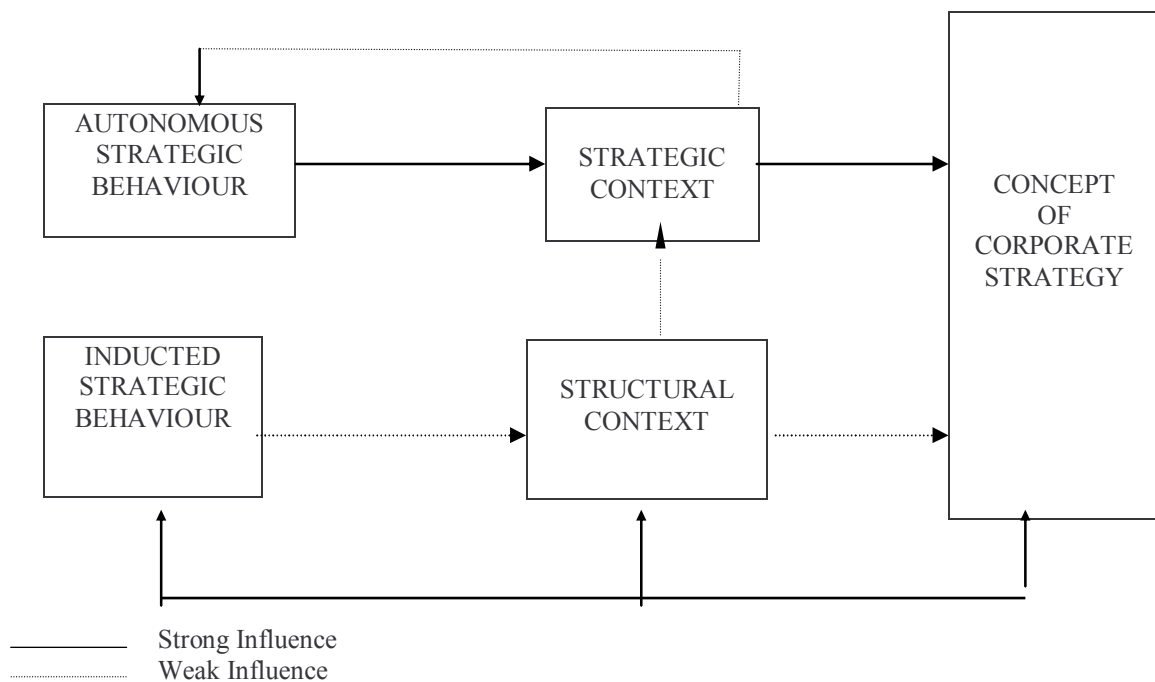 AUTONOMOUS
STRATEGIC
BEHAVIOUR
STRATEGIC
CONTEXT
CONCEPT
OF
CORPORATE
STRATEGY
INDUCTED
STRATEGIC
BEHAVIOUR
STRUCTURAL
CONTEXT
Strong Influence
Weak Influence